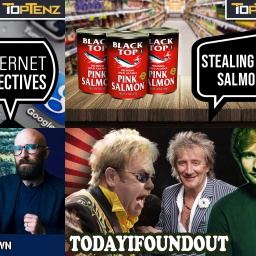 TOPTENZ
TOPTENZ
ERNET
ECTIVES
Google
STEALING
SALMO
BLACK
TOP
PINK
SALMON
BLACK
TOP
PINK
SALMON
BLACK
TOP
PINK
SALMON
WN
TODAYIFOUNDOUT